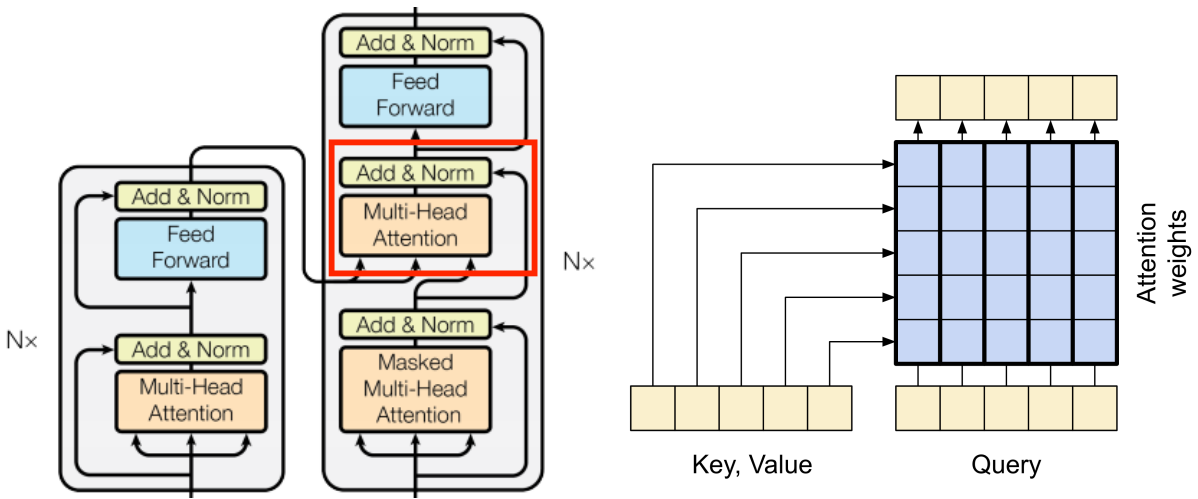 N×
Add & Norm
Feed
Forward
Add & Norm
Multi-Head
Attention
Add & Norm
Feed
Forward
Add & Norm
Multi-Head
Attention
Add & Norm
Masked
Multi-Head
Attention
N×
Key, Value
Query
Attention
weights